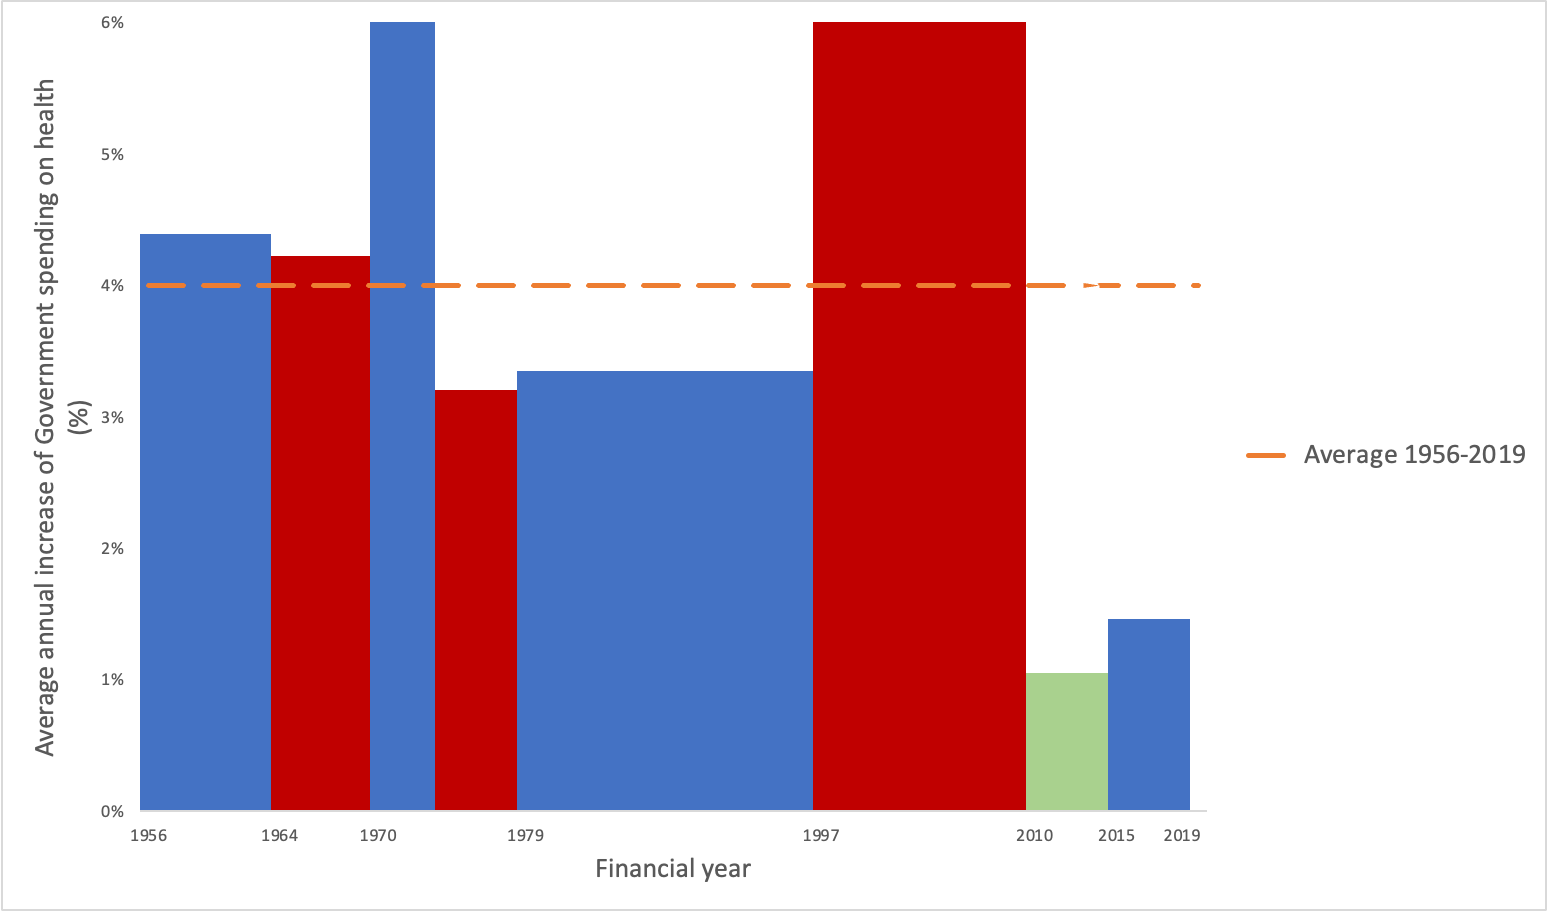 Average annual increase of Government spending on health
(%)
6%
5%
4%
3%
2%
1%
0%
1956 1964 1970 1979 1997 2010 2015 2019
Financial year
Average 1956-2019